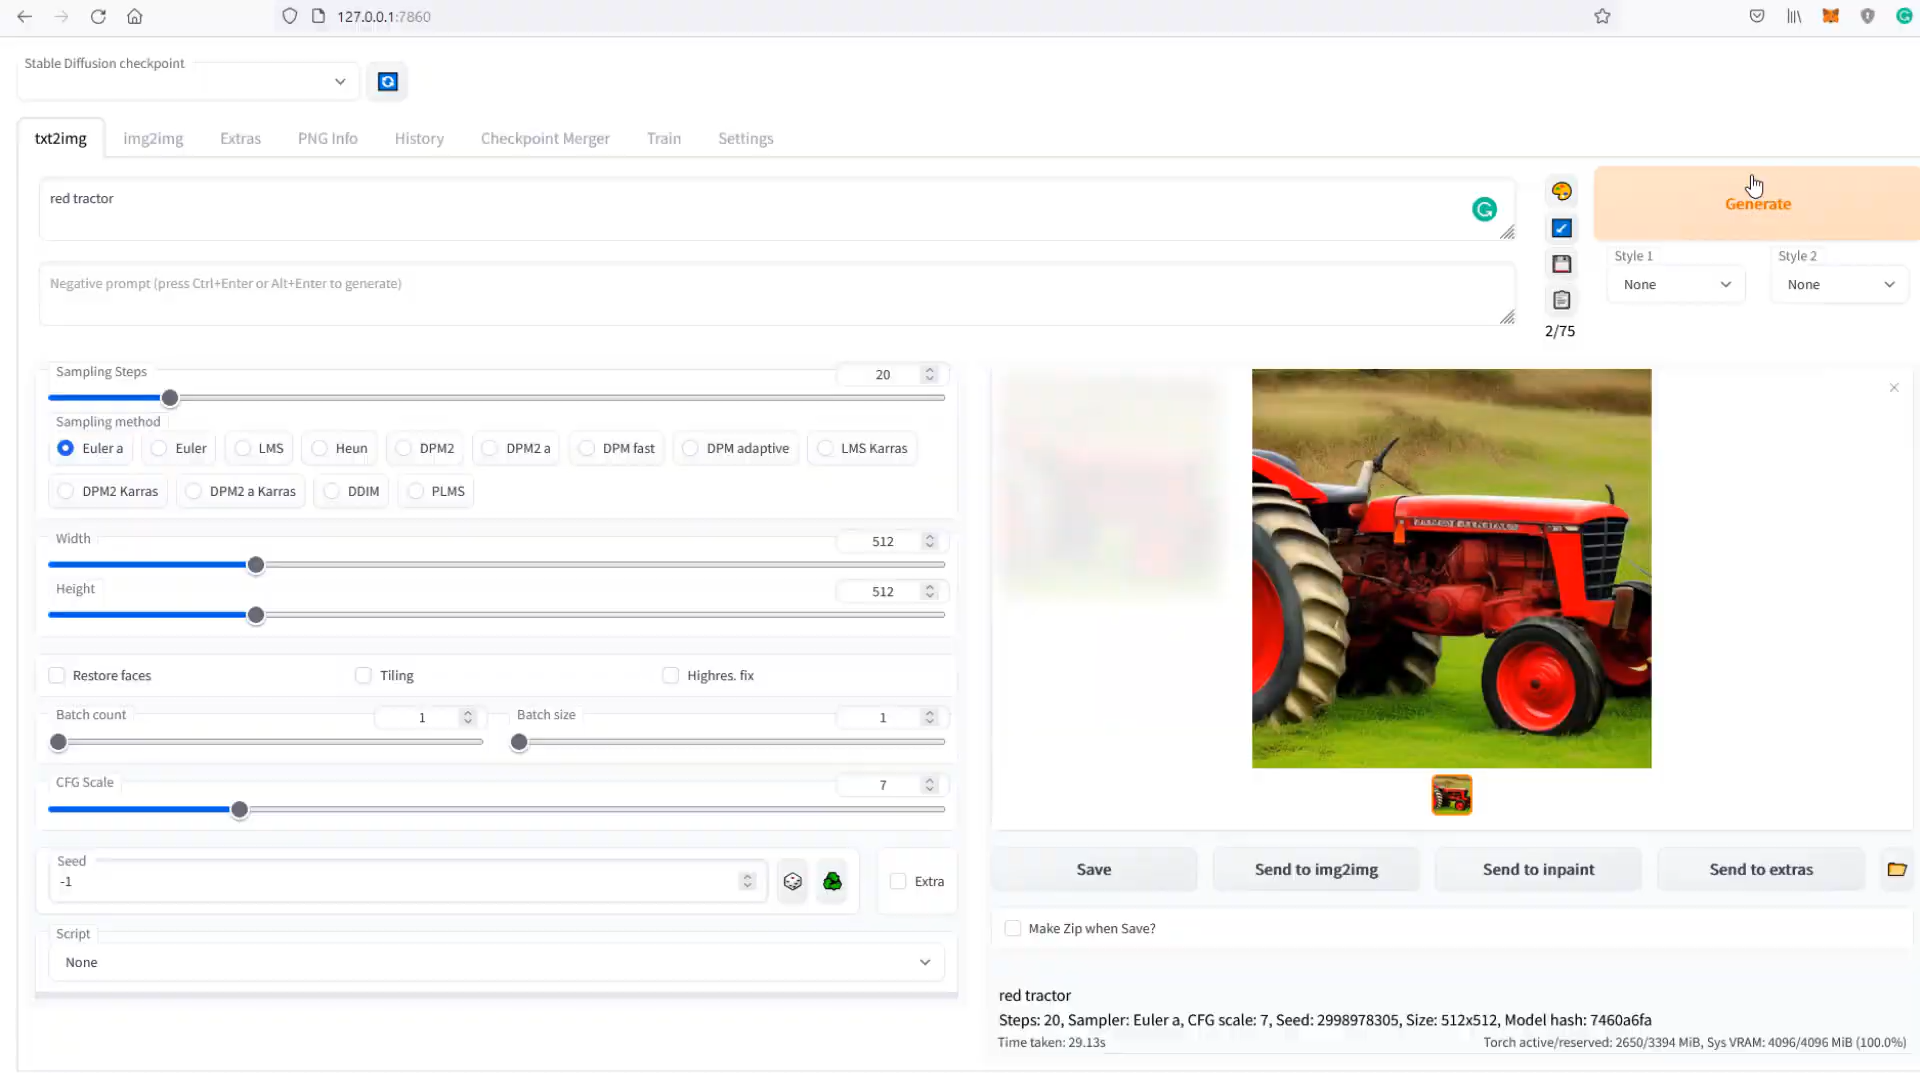 127.0.0.1:7860
Stable Diffusion checkpoint
txt2img img2img Extras PNG Info History Checkpoint Merger Train Settings
red tractor
Generate
Negative prompt (press Ctrl+Enter or Alt+Enter to generate)
Style 1 Style 2
None None
2/75
Sampling Steps 20
Sampling method
Euler a Euler LMS Heun DPM2 DPM2 a DPM fast DPM adaptive LMS Karras
DPM2 Karras DPM2 a Karras DDIM PLMS
Width 512
Height 512
Restore faces Tiling Highres. fix
Batch count 1 Batch size 1
CFG Scale 7
Seed
-1
Extra
Script
None
Save Send to img2img Send to inpaint Send to extras
Make Zip when Save?
red tractor
Steps: 20, Sampler: Euler a, CFG scale: 7, Seed: 2998978305, Size: 512x512, Model hash: 7460a6fa
Time taken: 29.13s Torch active/reserved: 2650/3394 MiB, Sys VRAM: 4096/4096 MiB (100.0%)